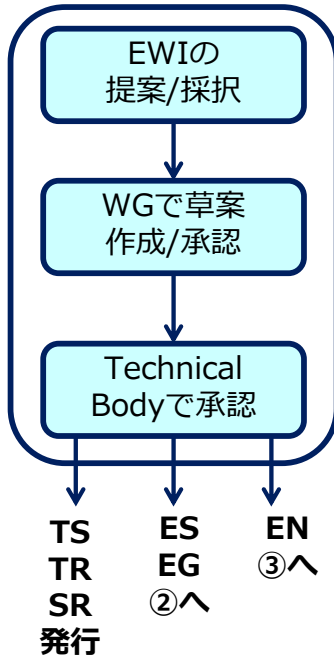 EWIの
提案/採択
WGで草案
作成/承認
Technical
Bodyで承認
TS
TR
SR
発行
ES
EG
②へ
EN
③へ